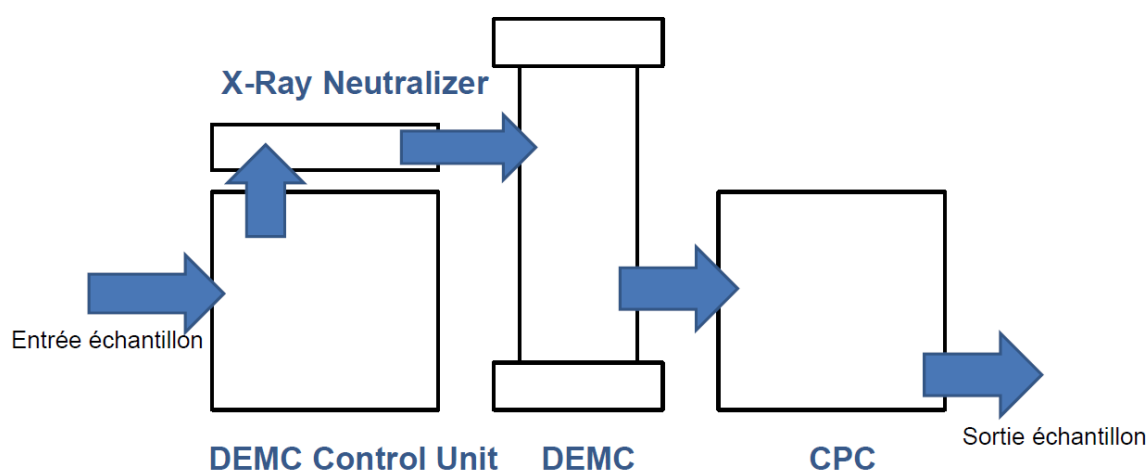 X-Ray Neutralizer
Entrée échantillon
Sortie échantillon
DEMC Control Unit
DEMC
CPC